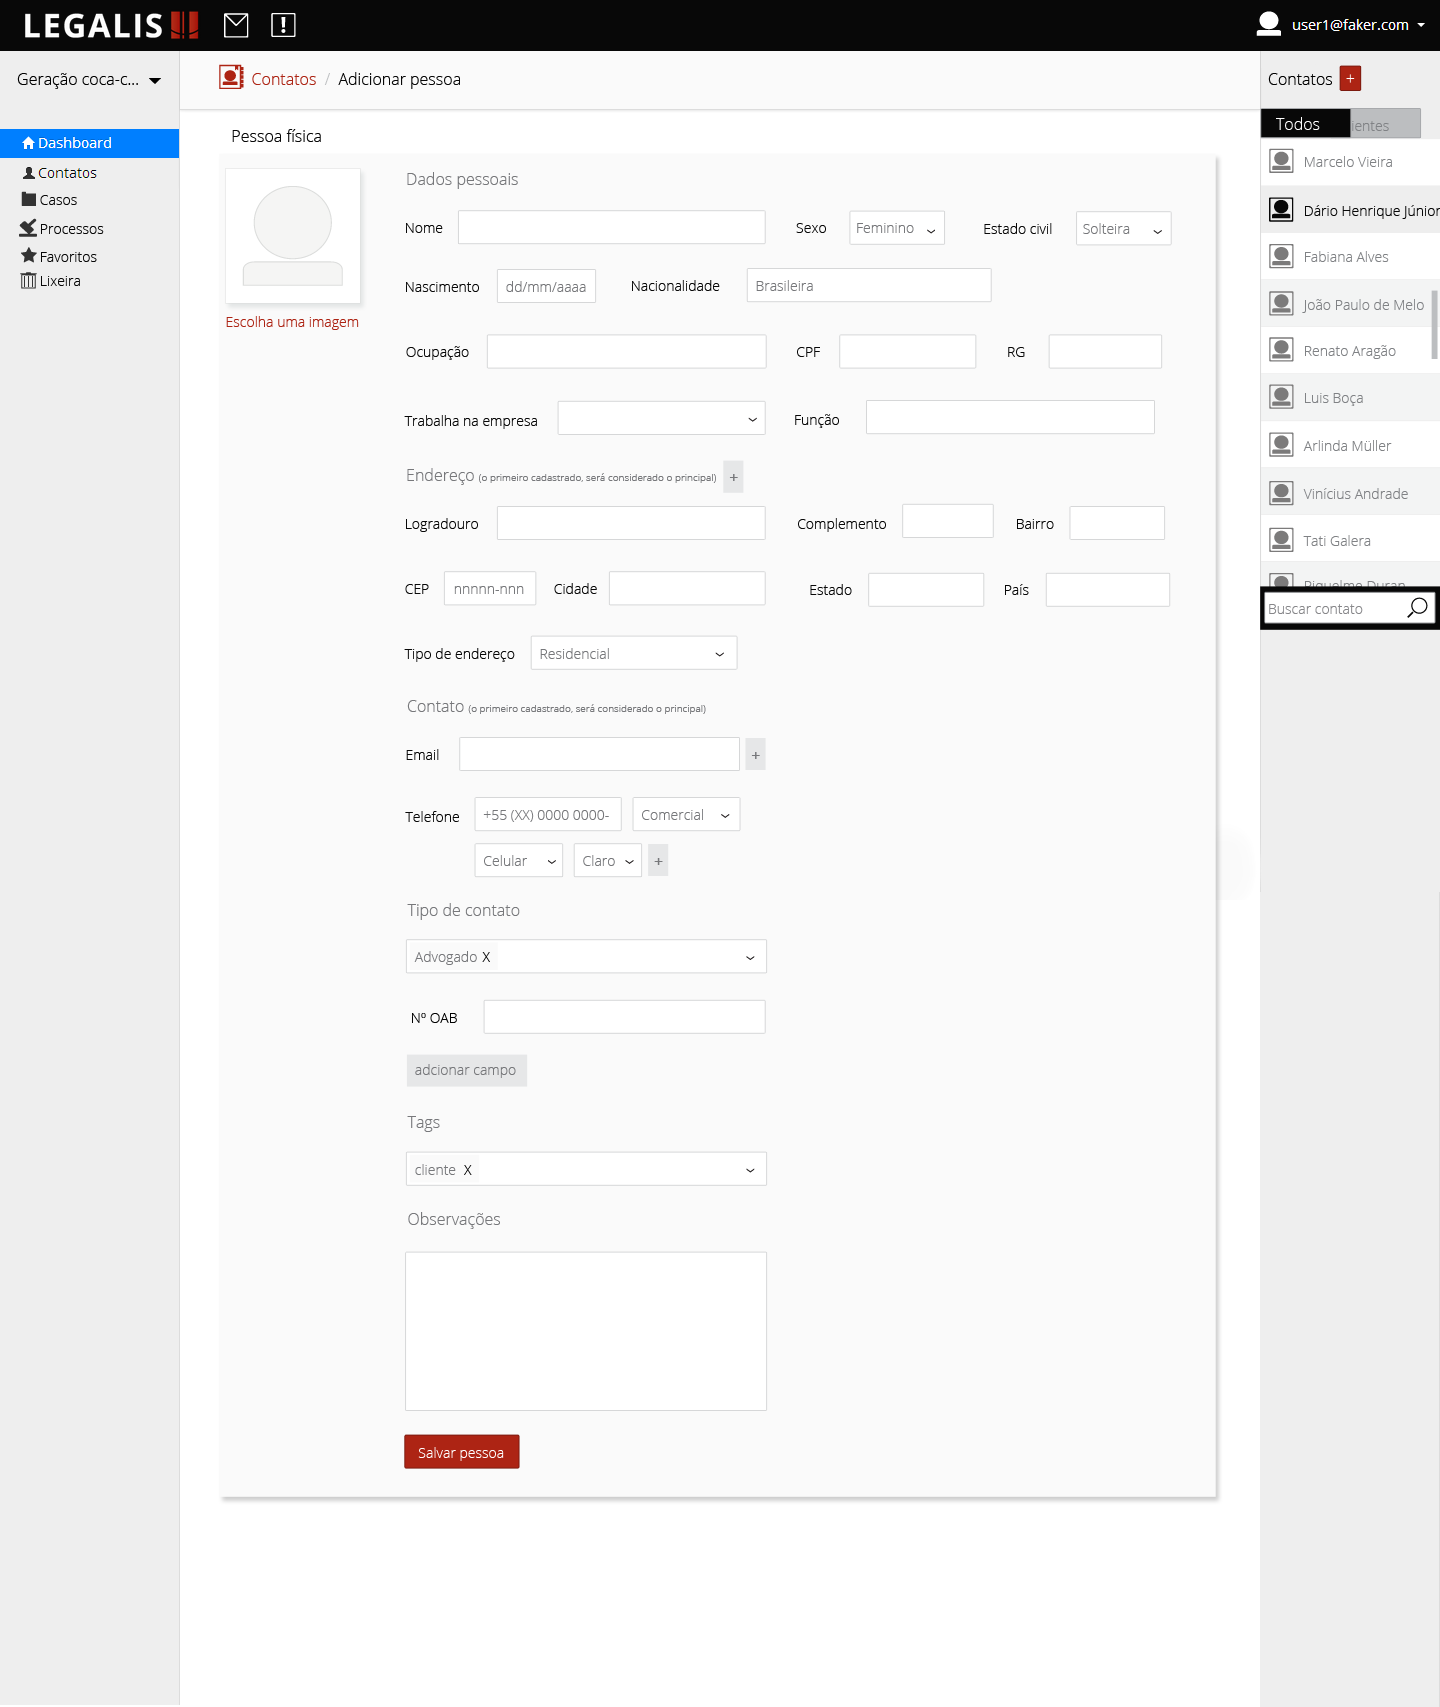 LEGALIS
user1@faker.com
Geração coca-c...
Dashboard
Contatos
Casos
Processos
Favoritos
Lixeira
Contatos / Adicionar pessoa
Pessoa física
Escolha uma imagem
Dados pessoais
Nome
Sexo Feminino
Estado civil Solteira
Nascimento dd/mm/aaaa
Nacionalidade Brasileira
Ocupação
CPF
RG
Trabalha na empresa
Função
Endereço (o primeiro cadastrado, será considerado o principal) +
Logradouro
Complemento
Bairro
CEP nnnnn-nnn
Cidade
Estado
País
Tipo de endereço Residencial
Contato (o primeiro cadastrado, será considerado o principal)
Email +
Telefone +55 (XX) 0000 0000- Comercial
Celular Claro +
Tipo de contato
Advogado X
Nº OAB
adcionar campo
Tags
cliente X
Observações
Salvar pessoa
Contatos +
Todos ientes
Marcelo Vieira
Dário Henrique Júnior
Fabiana Alves
João Paulo de Melo
Renato Aragão
Luis Boça
Arlinda Müller
Vinícius Andrade
Tati Galera
Riquelme Duran
Buscar contato